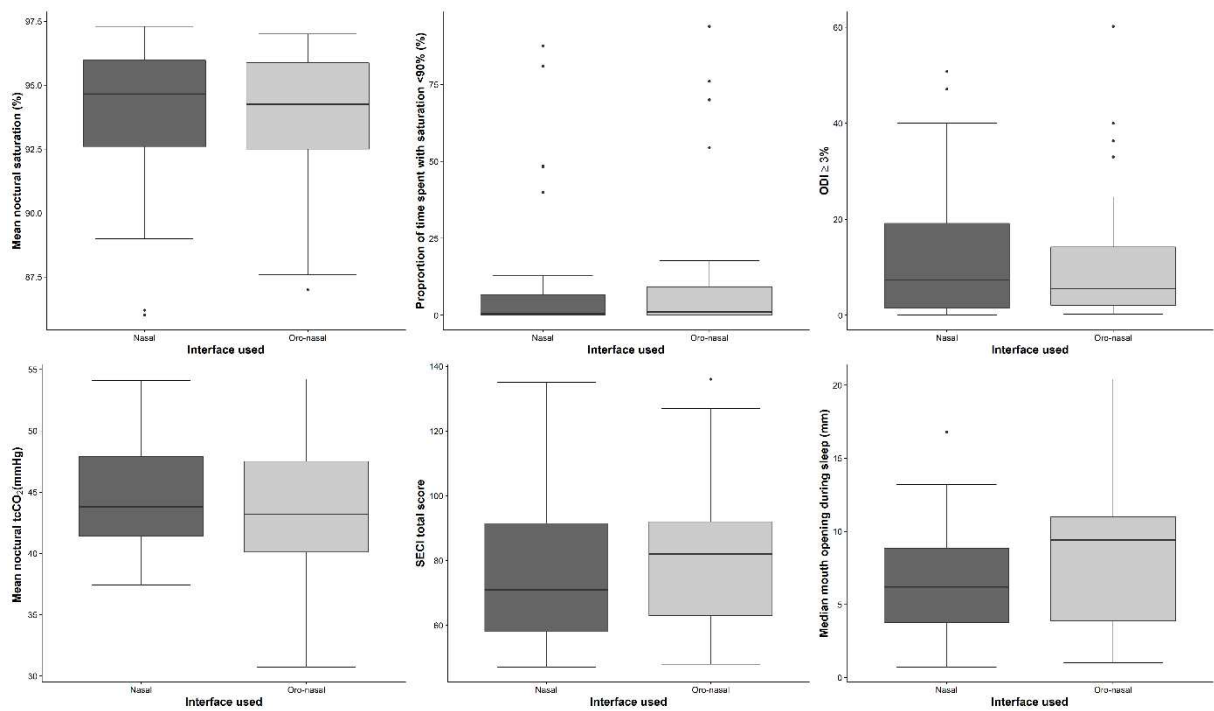 Mean noctural saturation (%)
97.5
95.0
92.5
90.0
87.5
Nasal
Oro-nasal
Interface used
Proprortion of time spent with saturation <90% (%)
75
50
25
0
Nasal
Oro-nasal
Interface used
ODI ≥ 3%
60
40
20
0
Nasal
Oro-nasal
Interface used
Mean noctural tcCO₂(mmHg)
55
50
45
40
35
30
Nasal
Oro-nasal
Interface used
SECI total score
140
120
100
80
60
Nasal
Oro-nasal
Interface used
Median mouth opening during sleep (mm)
20
15
10
5
0
Nasal
Oro-nasal
Interface used